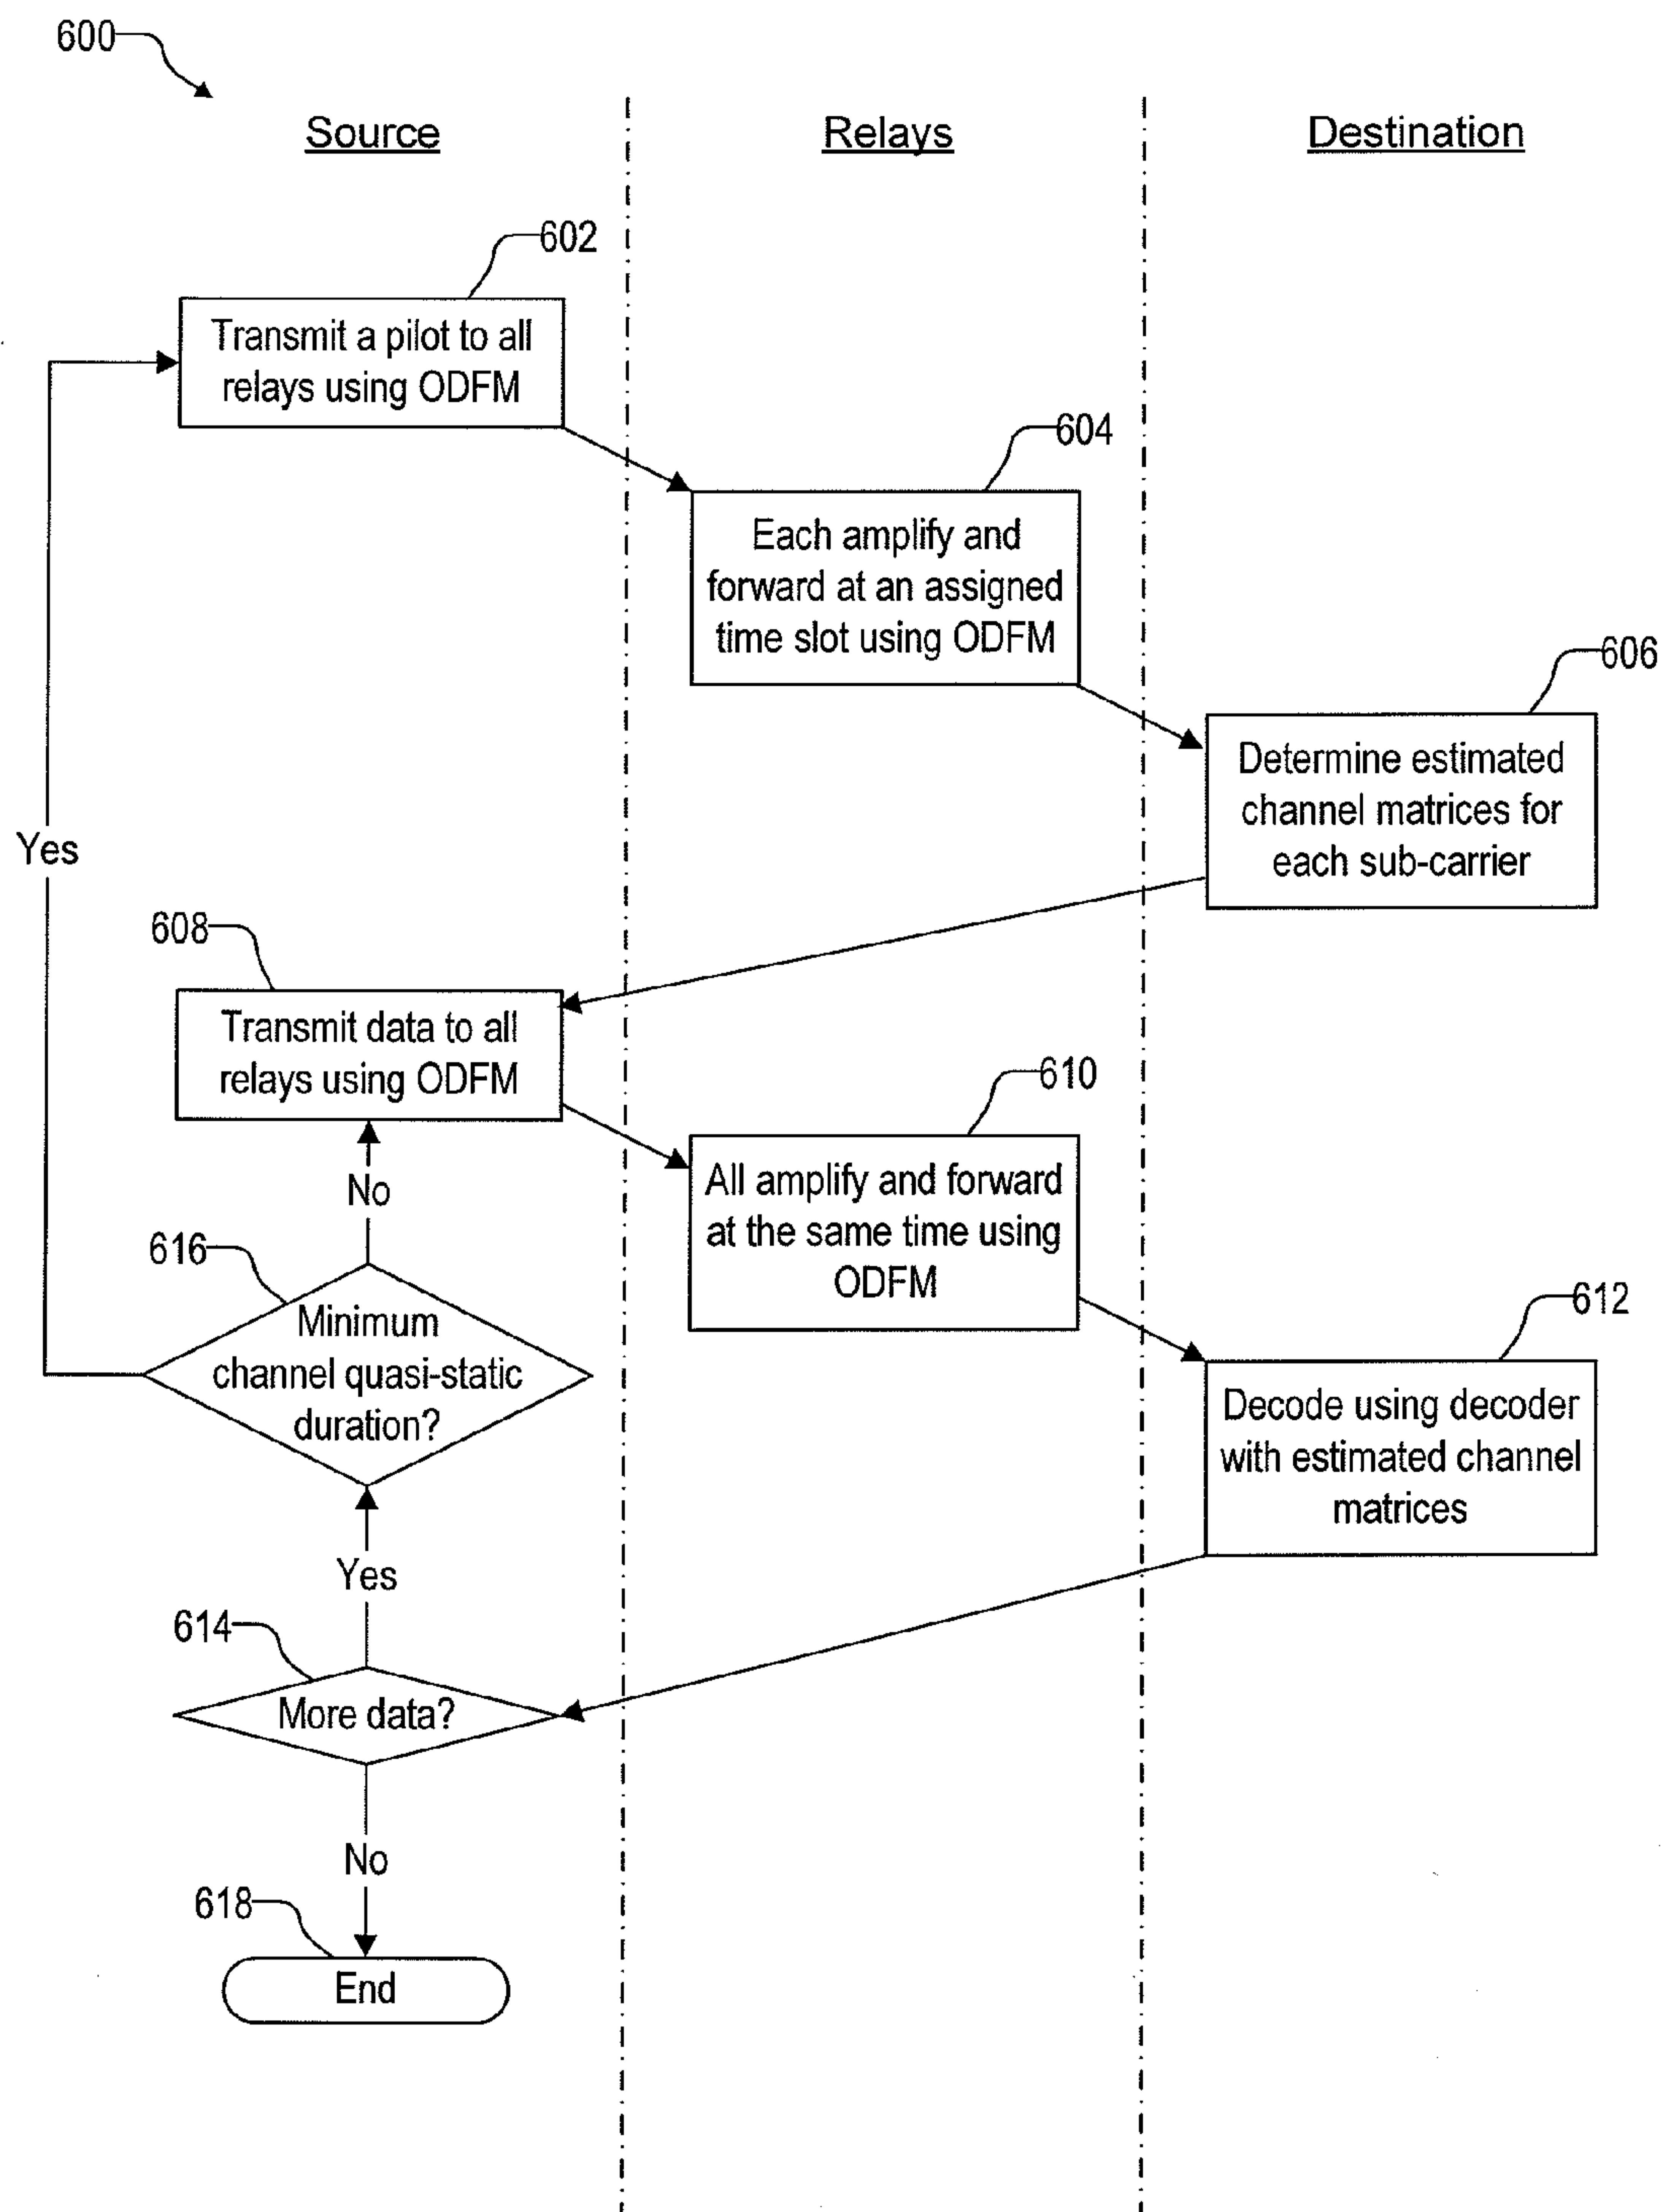 600
Source
Relays
Destination
602
Transmit a pilot to all
relays using ODFM
604
Each amplify and
forward at an assigned
time slot using ODFM
606
Determine estimated
channel matrices for
each sub-carrier
Yes
608
Transmit data to all
relays using ODFM
610
All amplify and forward
at the same time using
ODFM
No
616
Minimum
channel quasi-static
duration?
612
Decode using decoder
with estimated channel
matrices
Yes
614
More data?
No
618
End